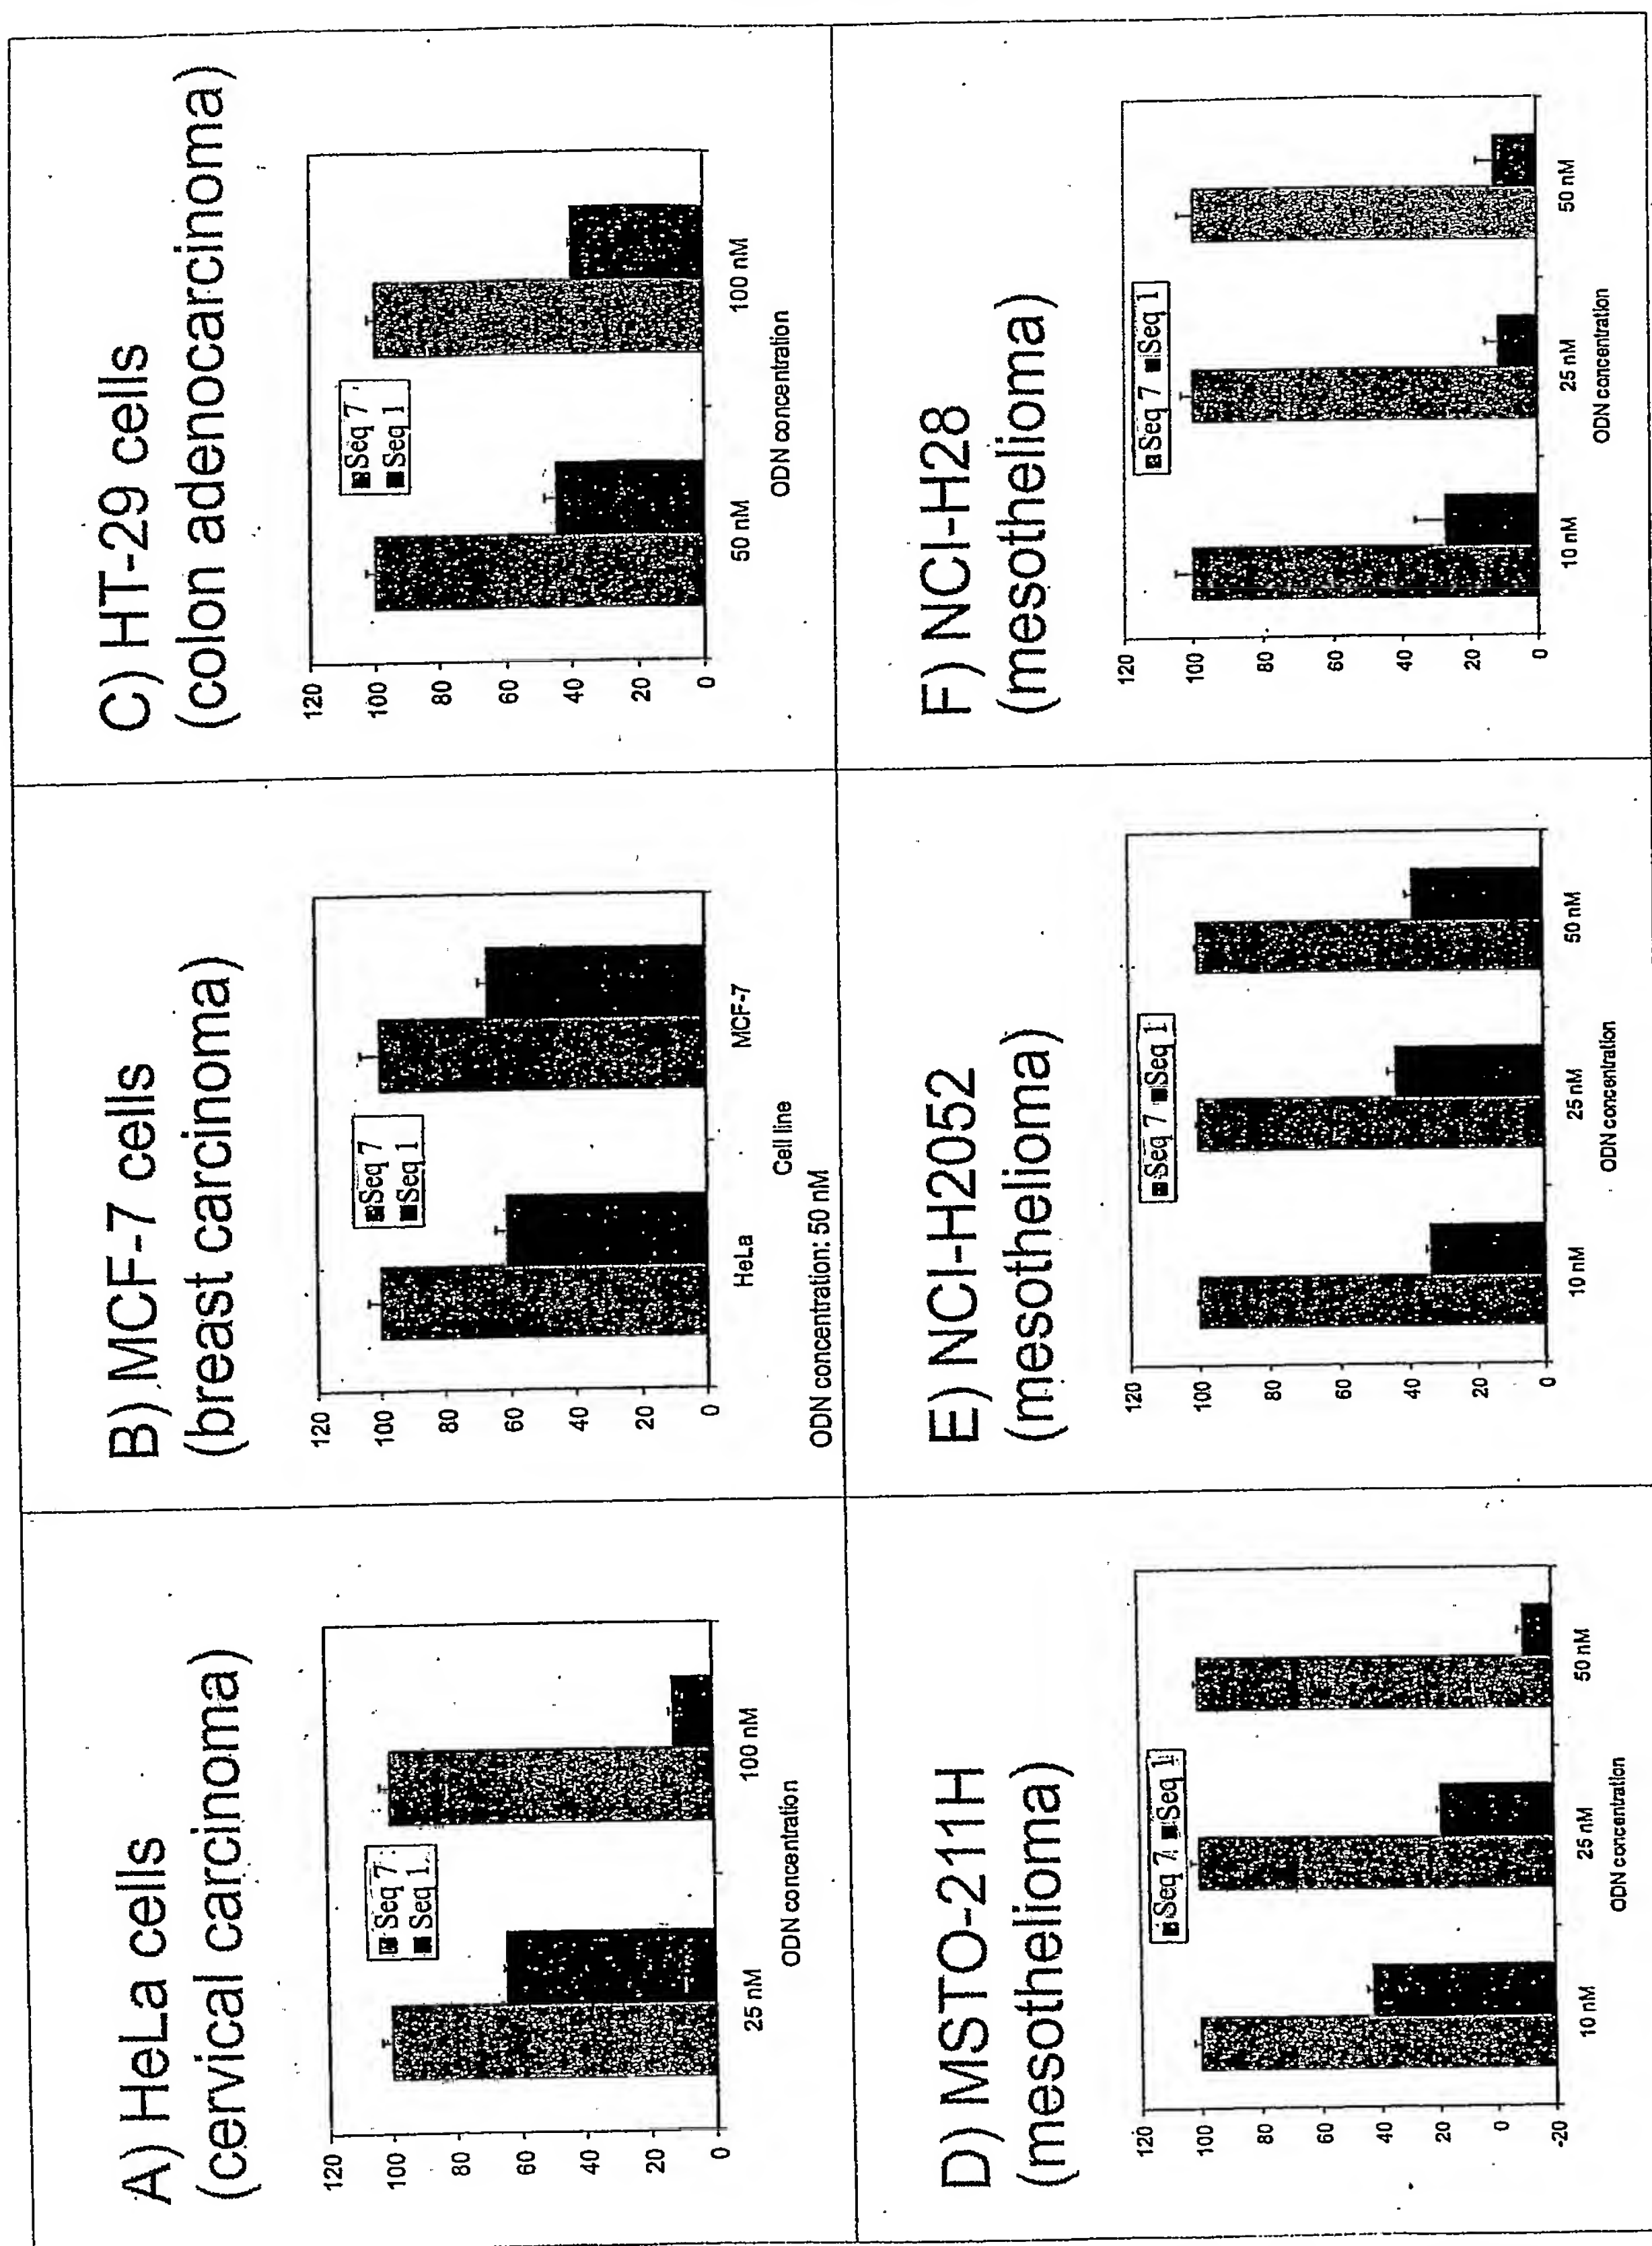 A) HeLa cells
(cervical carcinoma)
120
100
80
60
40
20
0
Seq 7
Seq 1
25 nM
100 nM
ODN concentration
B) MCF-7 cells
(breast carcinoma)
120
100
80
60
40
20
0
Seq 7
Seq 1
HeLa
MCF-7
Cell line
ODN concentration: 50 nM
C) HT-29 cells
(colon adenocarcinoma)
120
100
80
60
40
20
0
Seq 7
Seq 1
50 nM
100 nM
ODN concentration
D) MSTO-211H
(mesothelioma)
120
100
80
60
40
20
0
-20
Seq 7 Seq 1
10 nM
25 nM
50 nM
ODN concentration
E) NCI-H2052
(mesothelioma)
120
100
80
60
40
20
0
Seq 7 Seq 1
10 nM
25 nM
50 nM
ODN concentration
F) NCI-H28
(mesothelioma)
120
100
80
60
40
20
0
Seq 7 Seq 1
10 nM
25 nM
50 nM
ODN concentration